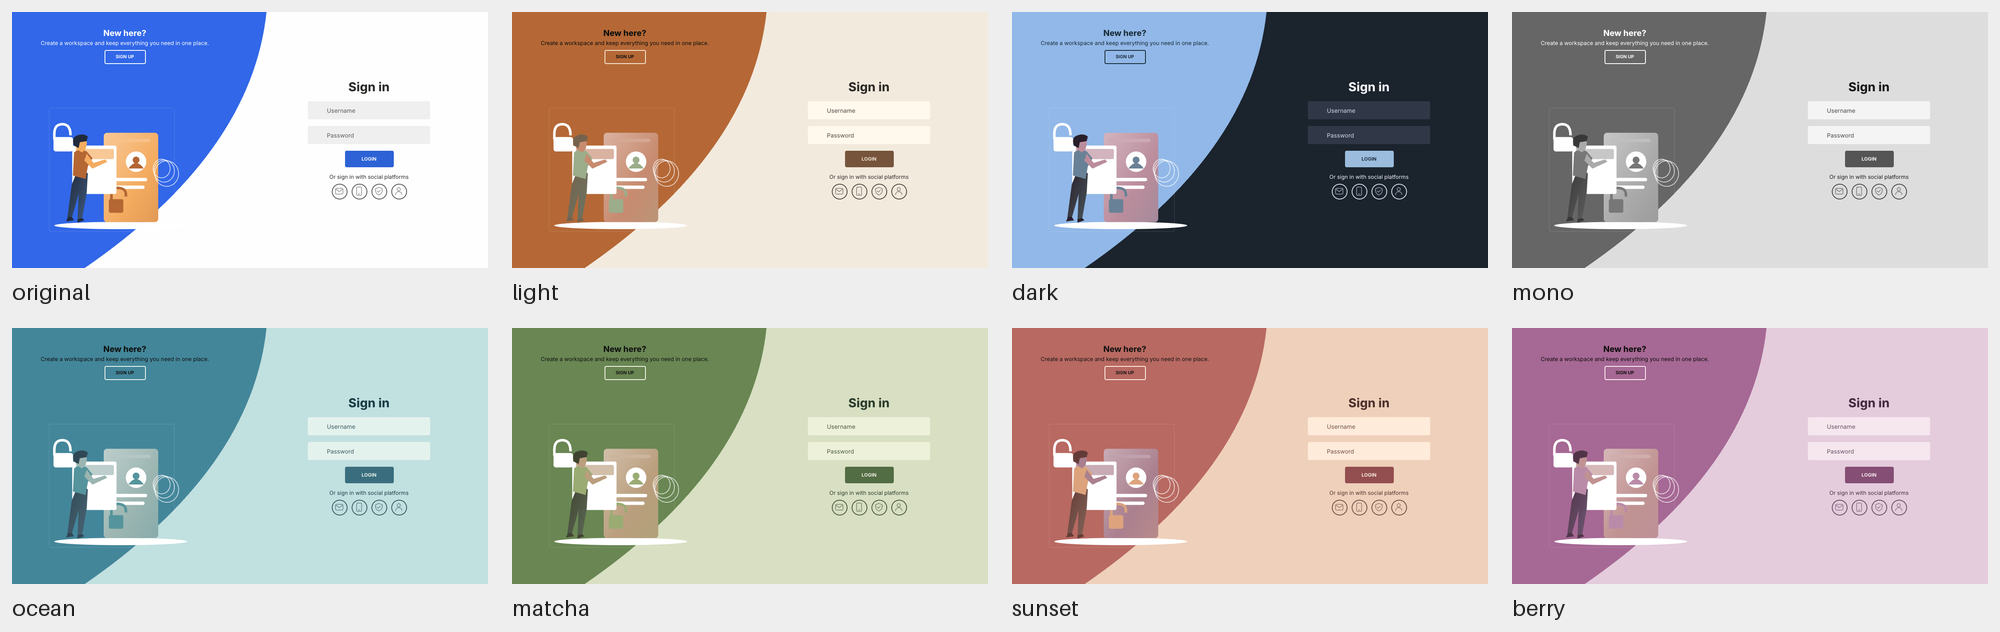 New here?
Create a workspace and keep everything you need in one place.
SIGN UP
Sign in
Username
Password
LOGIN
Or sign in with social platforms
original
New here?
Create a workspace and keep everything you need in one place.
SIGN UP
Sign in
Username
Password
LOGIN
Or sign in with social platforms
light
New here?
Create a workspace and keep everything you need in one place.
SIGN UP
Sign in
Username
Password
LOGIN
Or sign in with social platforms
dark
New here?
Create a workspace and keep everything you need in one place.
SIGN UP
Sign in
Username
Password
LOGIN
Or sign in with social platforms
mono
New here?
Create a workspace and keep everything you need in one place.
SIGN UP
Sign in
Username
Password
LOGIN
Or sign in with social platforms
ocean
New here?
Create a workspace and keep everything you need in one place.
SIGN UP
Sign in
Username
Password
LOGIN
Or sign in with social platforms
matcha
New here?
Create a workspace and keep everything you need in one place.
SIGN UP
Sign in
Username
Password
LOGIN
Or sign in with social platforms
sunset
New here?
Create a workspace and keep everything you need in one place.
SIGN UP
Sign in
Username
Password
LOGIN
Or sign in with social platforms
berry